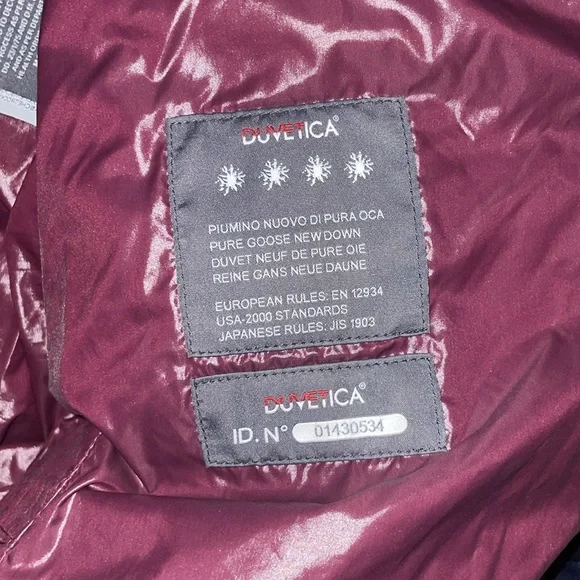 DUVETICA®
PIUMINO NUOVO DI PURA OCA
PURE GOOSE NEW DOWN
DUVET NEUF DE PURE OIE
REINE GANS NEUE DAUNE
EUROPEAN RULES: EN 12934
USA-2000 STANDARDS
JAPANESE RULES: JIS 1903
DUVETICA®
ID. N° 01430534